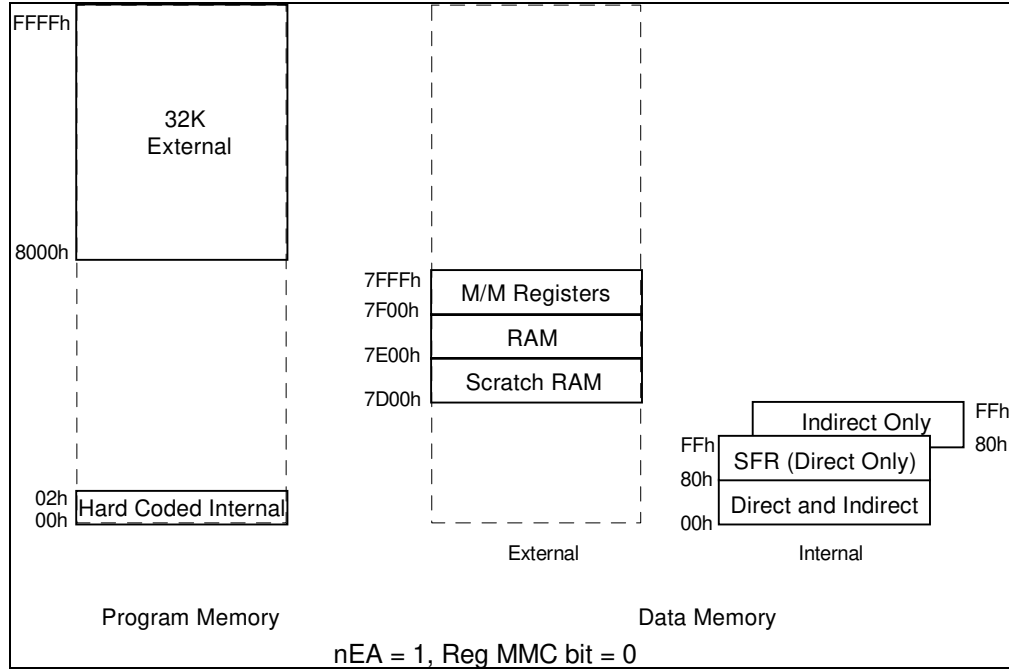 FFFFh
32K
External
8000h
02h
00h
Hard Coded Internal
Program Memory
7FFFh
M/M Registers
7F00h
RAM
7E00h
Scratch RAM
7D00h
External
Indirect Only
FFh
80h
FFh
SFR (Direct Only)
80h
Direct and Indirect
00h
Internal
Data Memory
nEA = 1, Reg MMC bit = 0